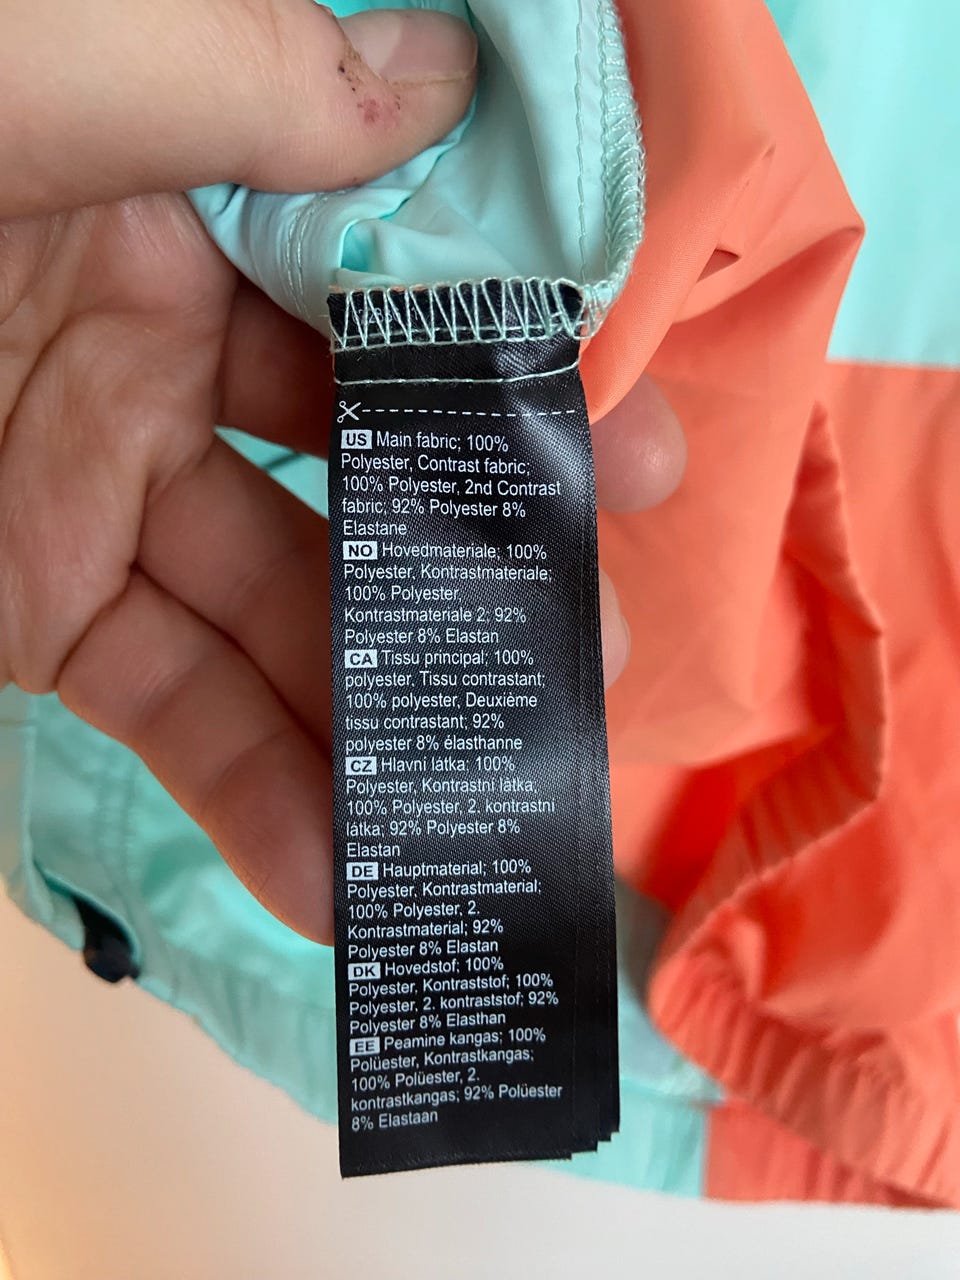 US Main fabric; 100%
Polyester, Contrast fabric;
100% Polyester, 2nd Contrast
fabric; 92% Polyester 8%
Elastane
NO Hovedmateriale; 100%
Polyester, Kontrastmateriale;
100% Polyester,
Kontrastmateriale 2; 92%
Polyester 8% Elastan
CA Tissu principal; 100%
polyester, Tissu contrastant;
100% polyester, Deuxième
tissu contrastant; 92%
polyester 8% élasthanne
CZ Hlavní látka; 100%
Polyester, Kontrastní látka;
100% Polyester, 2. kontrastní
látka; 92% Polyester 8%
Elastan
DE Hauptmaterial; 100%
Polyester, Kontrastmaterial;
100% Polyester, 2.
Kontrastmaterial; 92%
Polyester 8% Elastan
DK Hovedstof; 100%
Polyester, Kontraststof; 100%
Polyester, 2. kontraststof; 92%
Polyester 8% Elasthan
EE Peamine kangas; 100%
Polüester, Kontrastkangas;
100% Polüester, 2.
kontrastkangas; 92% Polüester
8% Elastaan